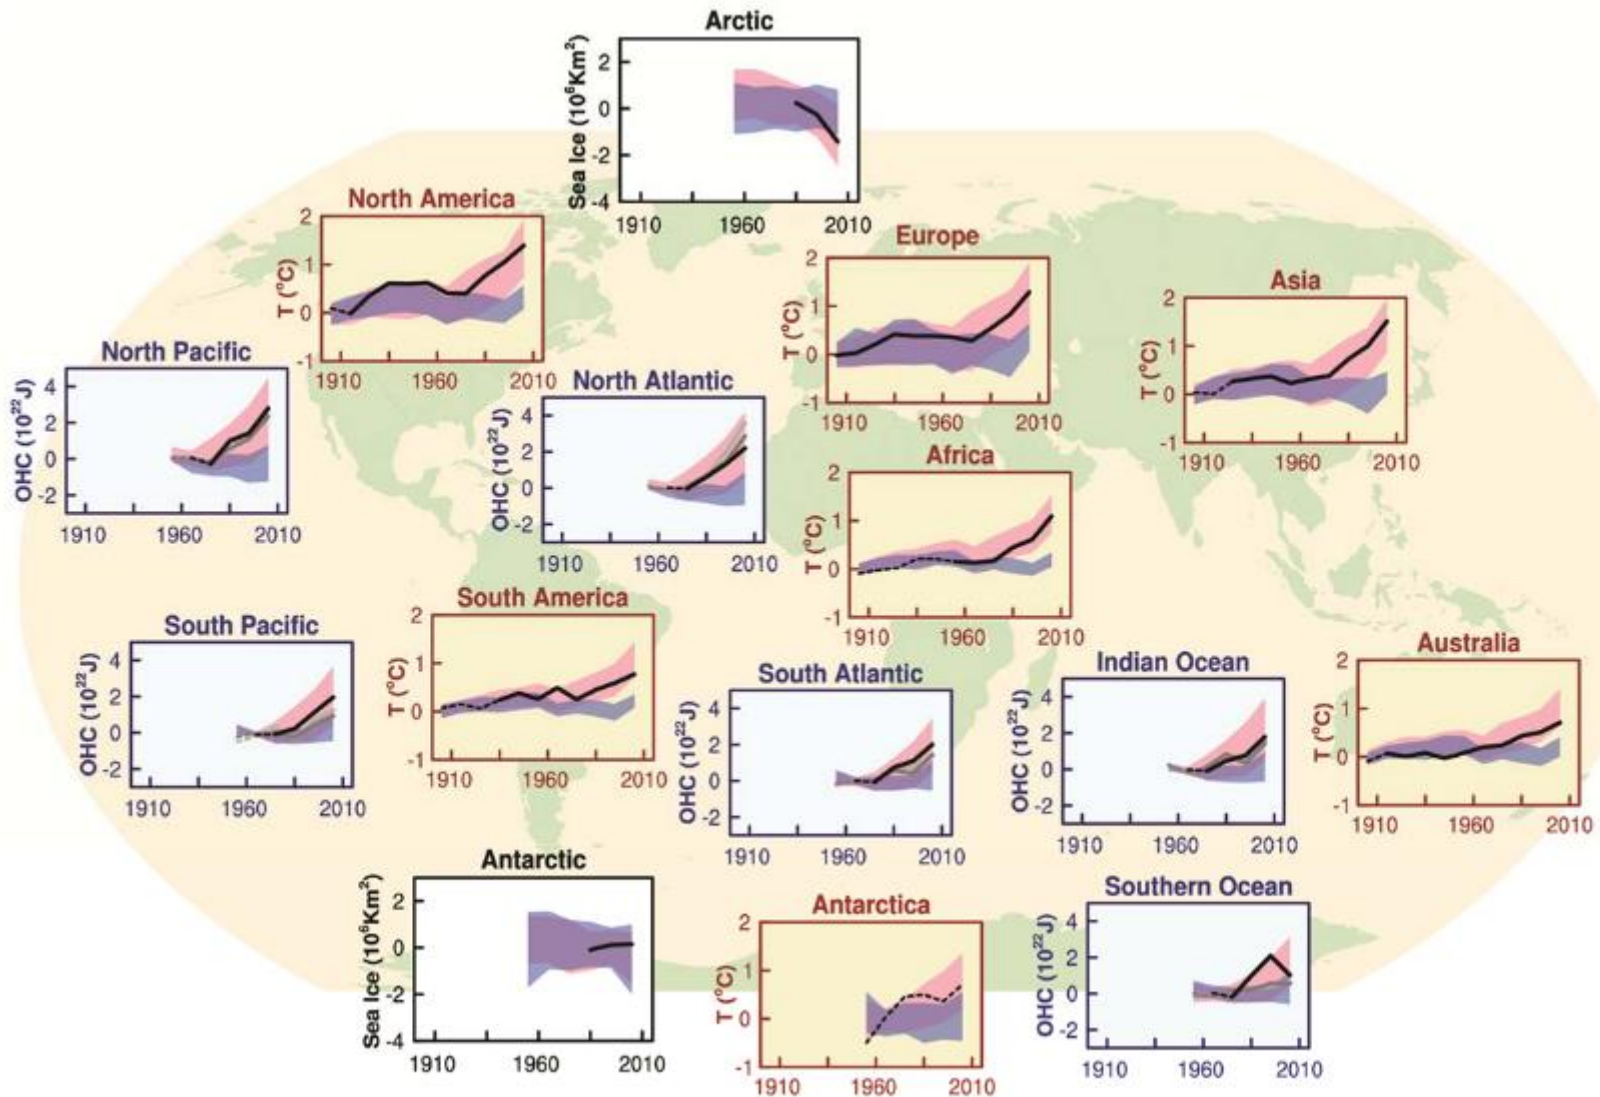 Arctic
Sea Ice (10⁶Km²)
2
0
-2
-4
1910 1960 2010
North America
T (°C)
2
1
0
-1
1910 1960 2010
Europe
T (°C)
2
1
0
-1
1910 1960 2010
Asia
T (°C)
2
1
0
-1
1910 1960 2010
North Pacific
OHC (10²²J)
4
2
0
-2
1910 1960 2010
North Atlantic
OHC (10²²J)
4
2
0
-2
1910 1960 2010
Africa
T (°C)
2
1
0
-1
1910 1960 2010
South Pacific
OHC (10²²J)
4
2
0
-2
1910 1960 2010
South America
T (°C)
2
1
0
-1
1910 1960 2010
South Atlantic
OHC (10²²J)
4
2
0
-2
1910 1960 2010
Indian Ocean
OHC (10²²J)
4
2
0
-2
1910 1960 2010
Australia
T (°C)
2
1
0
-1
1910 1960 2010
Antarctic
Sea Ice (10⁶Km²)
2
0
-2
-4
1910 1960 2010
Antarctica
T (°C)
2
1
0
-1
1910 1960 2010
Southern Ocean
OHC (10²²J)
4
2
0
-2
1910 1960 2010